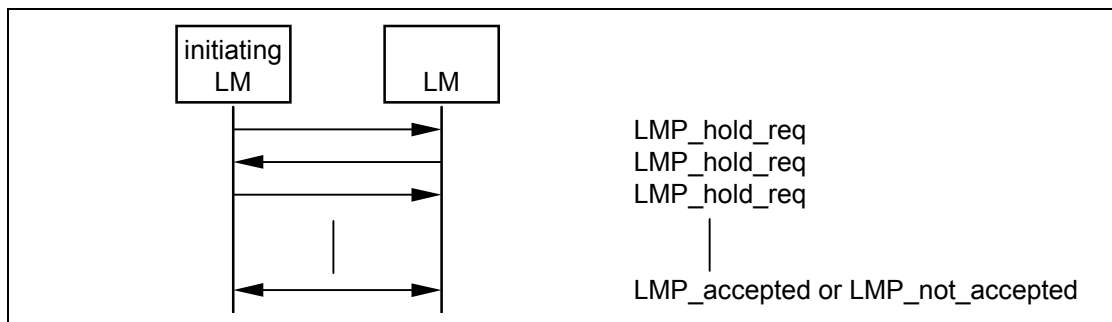 initiating
LM
LM
LMP_hold_req
LMP_hold_req
LMP_hold_req
LMP_accepted or LMP_not_accepted